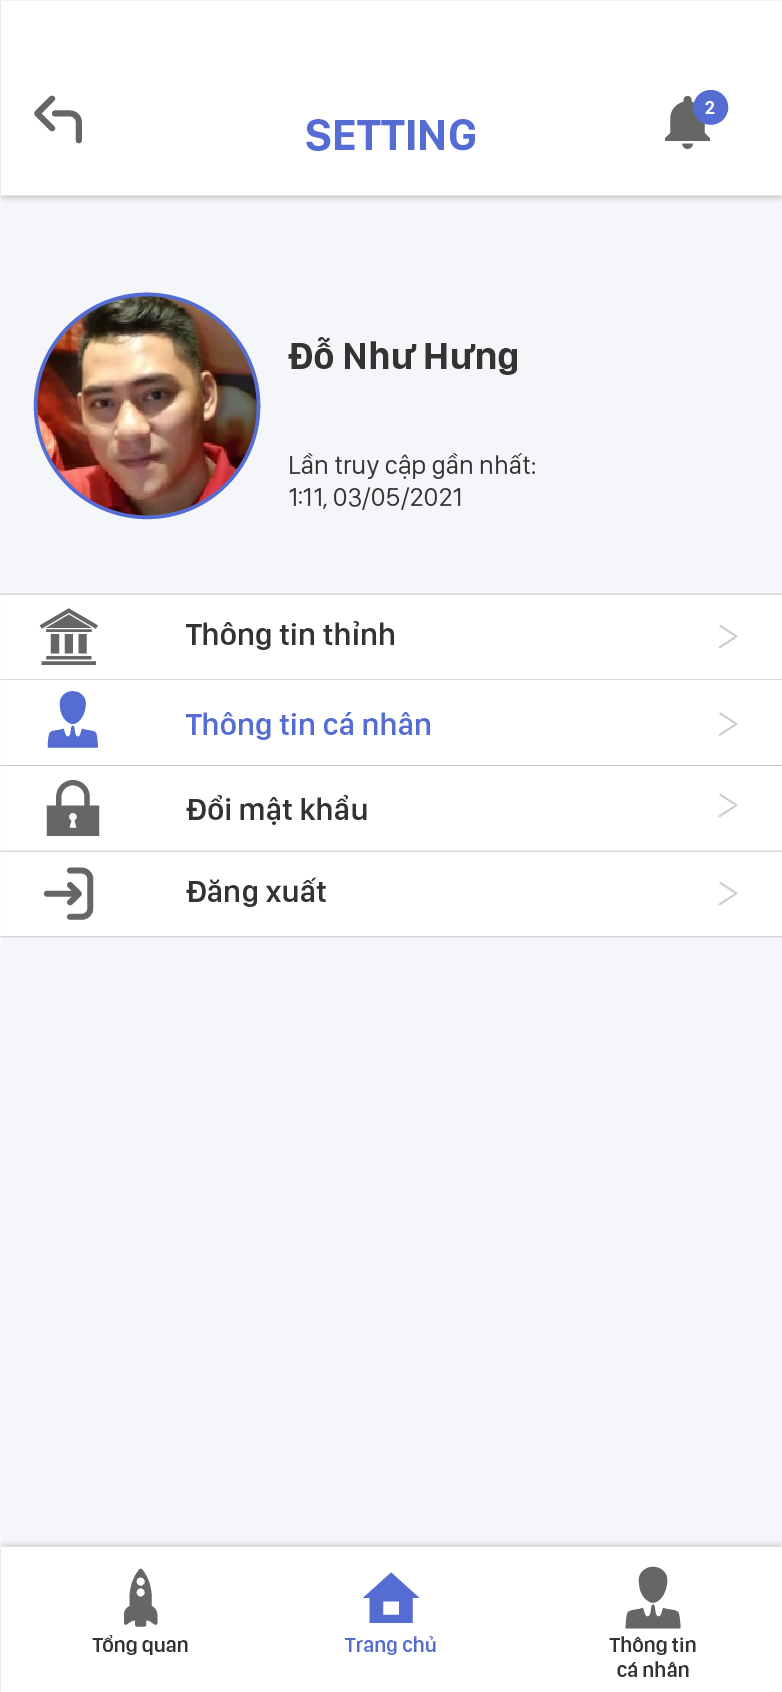 2
SETTING
Đỗ Như Hưng
Lần truy cập gần nhất:
1:11, 03/05/2021
Thông tin thỉnh
Thông tin cá nhân
Đổi mật khẩu
Đăng xuất
Tổng quan
Trang chủ
Thông tin
cá nhân